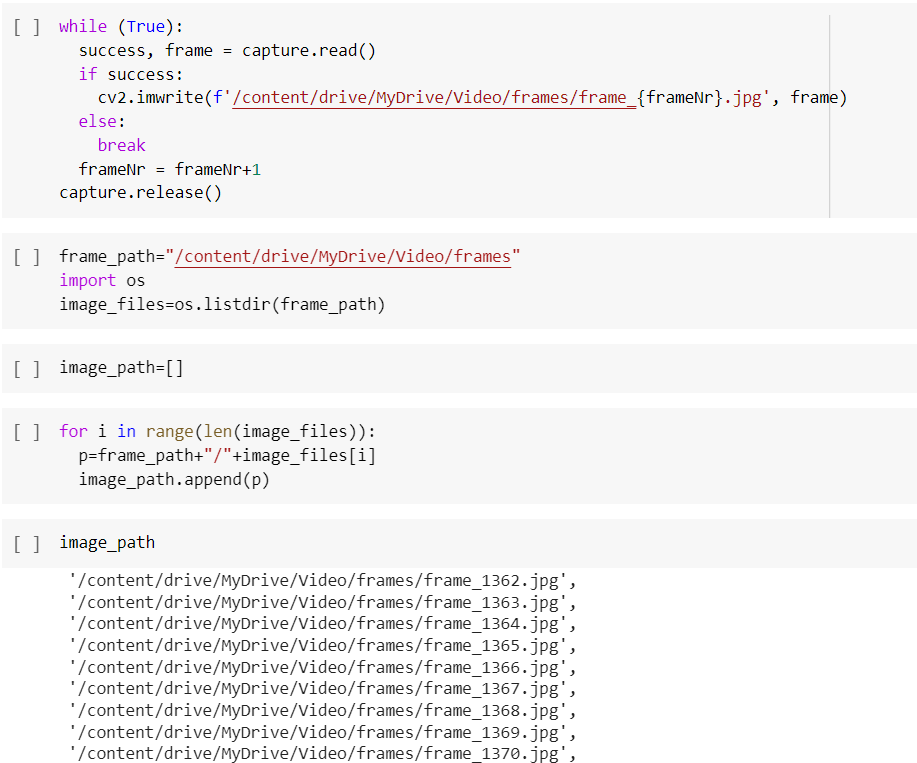 [ ] while (True):
success, frame = capture.read()
if success:
cv2.imwrite(f'/content/drive/MyDrive/Video/frames/frame_{frameNr}.jpg', frame)
else:
break
frameNr = frameNr+1
capture.release()
[ ] frame_path="/content/drive/MyDrive/Video/frames"
import os
image_files=os.listdir(frame_path)
[ ] image_path=[]
[ ] for i in range(len(image_files)):
p=frame_path+"/"+image_files[i]
image_path.append(p)
[ ] image_path
'/content/drive/MyDrive/Video/frames/frame_1362.jpg',
'/content/drive/MyDrive/Video/frames/frame_1363.jpg',
'/content/drive/MyDrive/Video/frames/frame_1364.jpg',
'/content/drive/MyDrive/Video/frames/frame_1365.jpg',
'/content/drive/MyDrive/Video/frames/frame_1366.jpg',
'/content/drive/MyDrive/Video/frames/frame_1367.jpg',
'/content/drive/MyDrive/Video/frames/frame_1368.jpg',
'/content/drive/MyDrive/Video/frames/frame_1369.jpg',
'/content/drive/MyDrive/Video/frames/frame_1370.jpg',